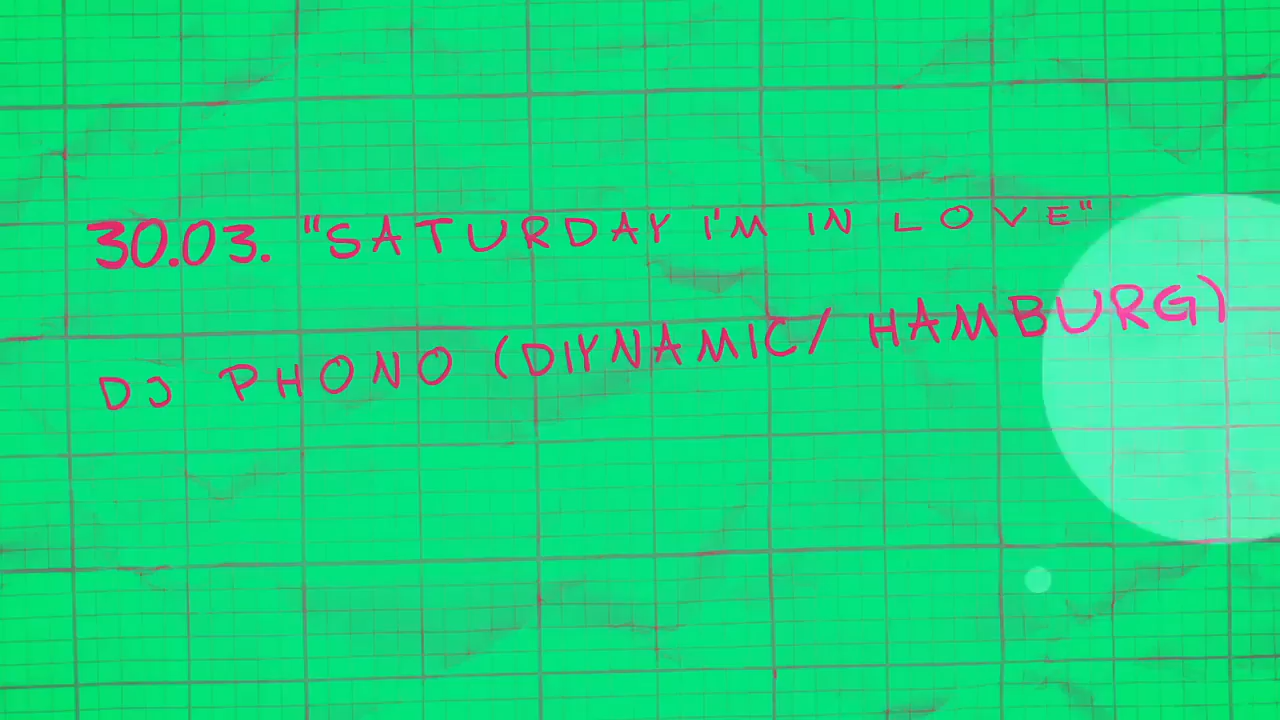 30.03. "SATURDAY I'M IN LOVE"
DJ PHONO (DIYNAMIC/ HAMBURG)